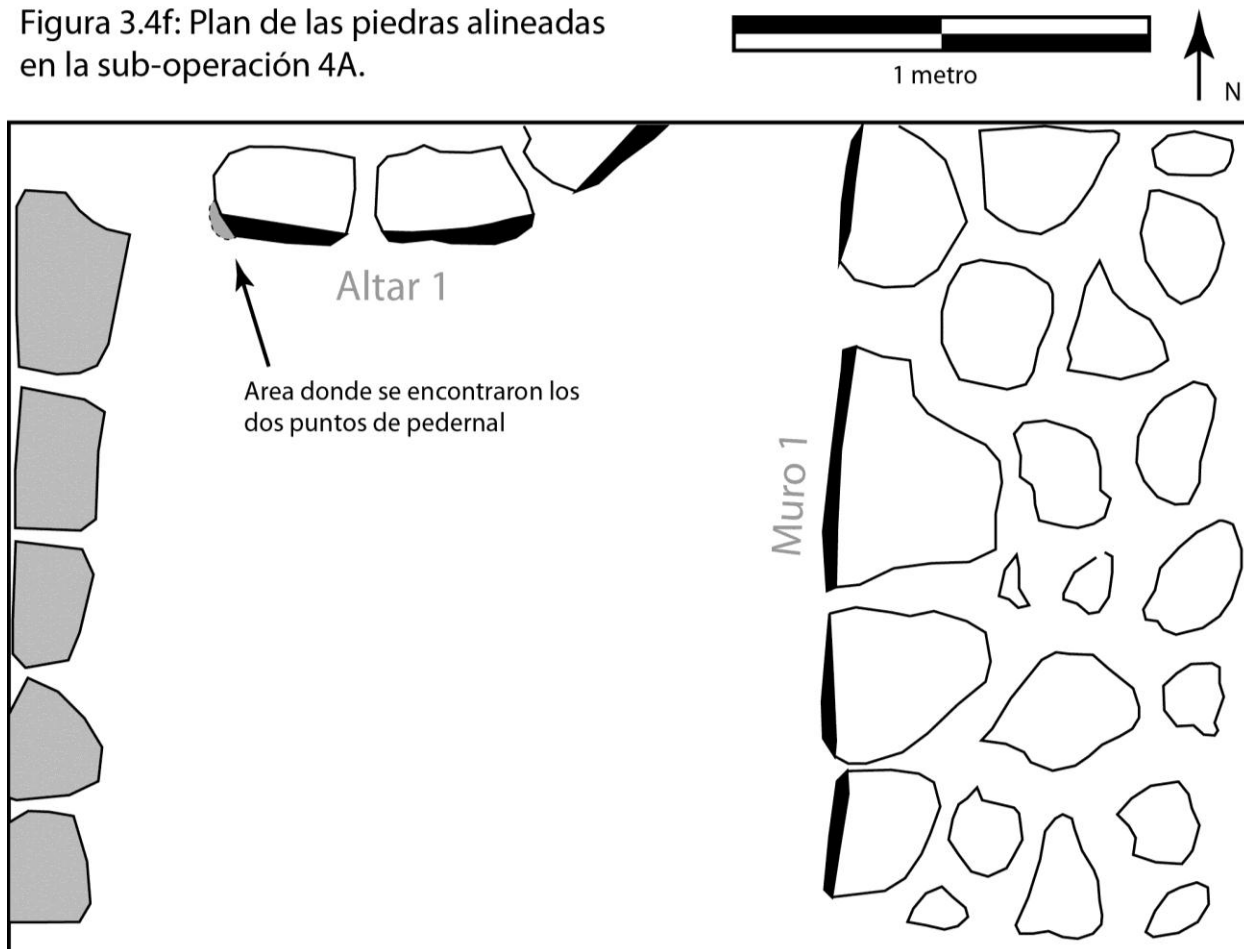 Figura 3.4f: Plan de las piedras alineadas
en la sub-operación 4A.
1 metro
N
Altar 1
Area donde se encontraron los
dos puntos de pedernal
Muro 1